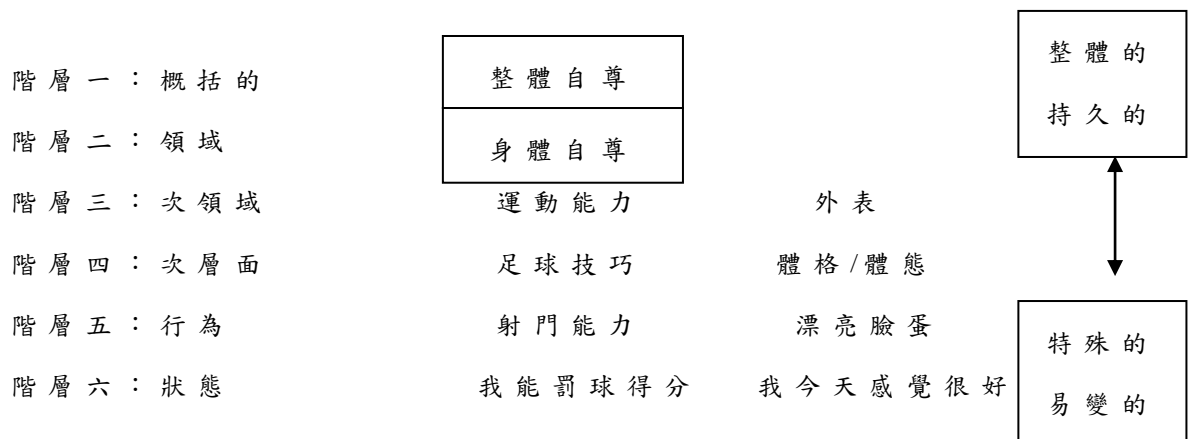 整體的
持久的
階層一：概括的 整體自尊
階層二：領域 身體自尊
階層三：次領域 運動能力 外表
階層四：次層面 足球技巧 體格/體態
階層五：行為 射門能力 漂亮臉蛋
階層六：狀態 我能罰球得分 我今天感覺很好
特殊的
易變的